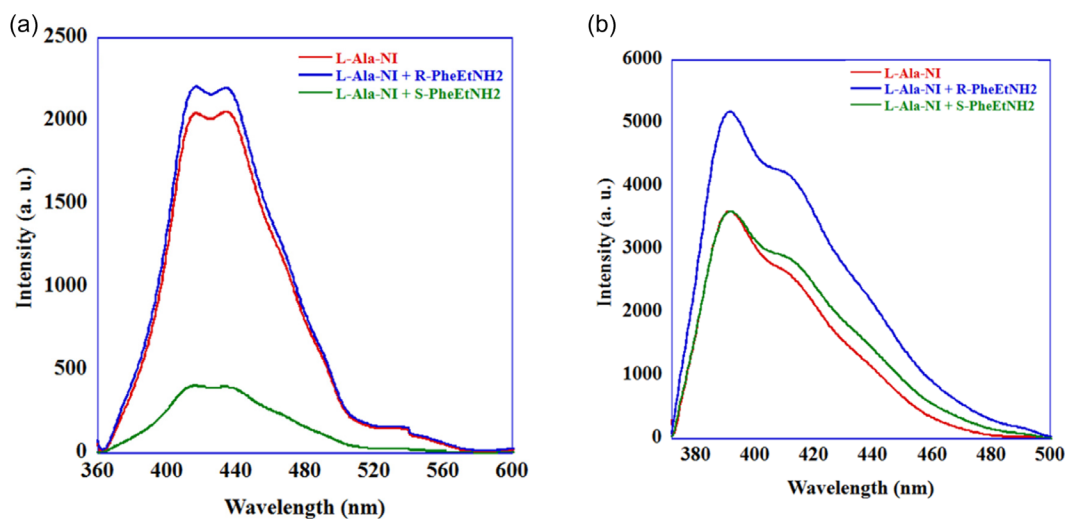 (a)
2500
2000
1500
1000
500
0
360
400
440
480
520
560
600
Intensity (a. u.)
Wavelength (nm)
L-Ala-NI
L-Ala-NI + R-PheEtNH2
L-Ala-NI + S-PheEtNH2
(b)
6000
5000
4000
3000
2000
1000
0
380
400
420
440
460
480
500
Intensity (a. u.)
Wavelength (nm)
L-Ala-NI
L-Ala-NI + R-PheEtNH2
L-Ala-NI + S-PheEtNH2